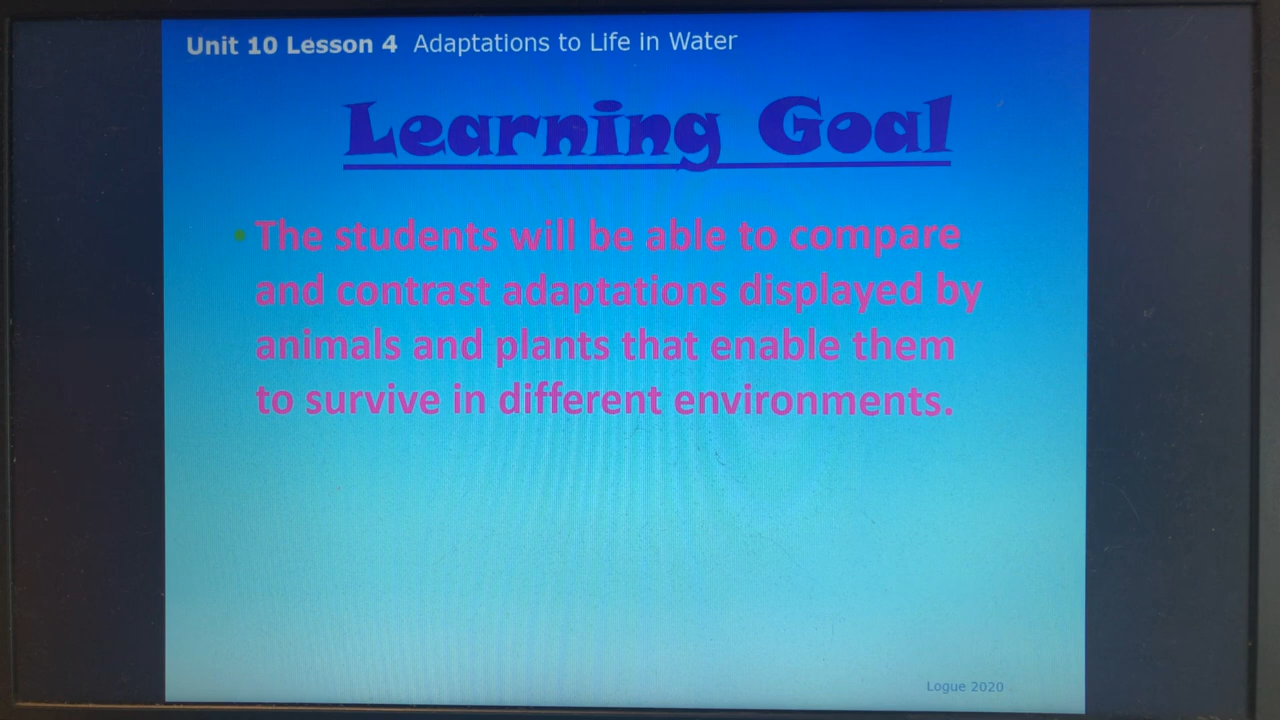 Unit 10 Lesson 4 Adaptations to Life in Water
Learning Goal
• The students will be able to compare
and contrast adaptations displayed by
animals and plants that enable them
to survive in different environments.
Logue 2020